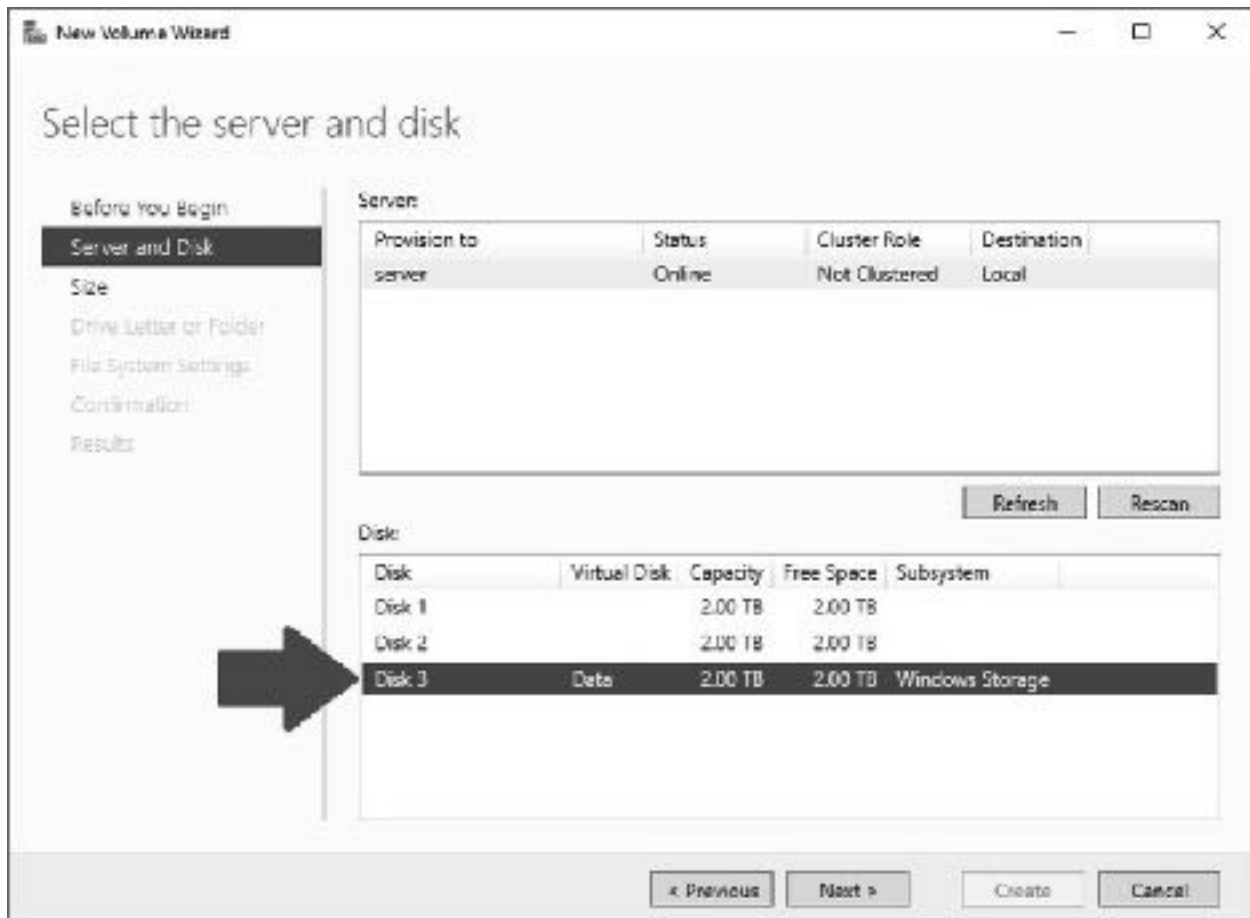 New Volume Wizard
Select the server and disk
Before You Begin
Server and Disk
Size
Drive Letter or Folder
File System Settings
Confirmation
Results
Server:
Provision to Status Cluster Role Destination
server Online Not Clustered Local
Refresh Rescan
Disk:
Disk Virtual Disk Capacity Free Space Subsystem
Disk 1 2.00 TB 2.00 TB
Disk 2 2.00 TB 2.00 TB
Disk 3 Data 2.00 TB 2.00 TB Windows Storage
< Previous Next > Create Cancel